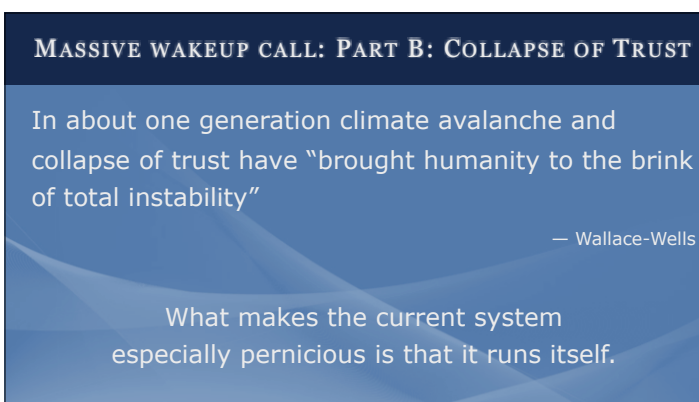 MASSIVE WAKEUP CALL: PART B: COLLAPSE OF TRUST
In about one generation climate avalanche and
collapse of trust have “brought humanity to the brink
of total instability”
— Wallace-Wells
What makes the current system
especially pernicious is that it runs itself.